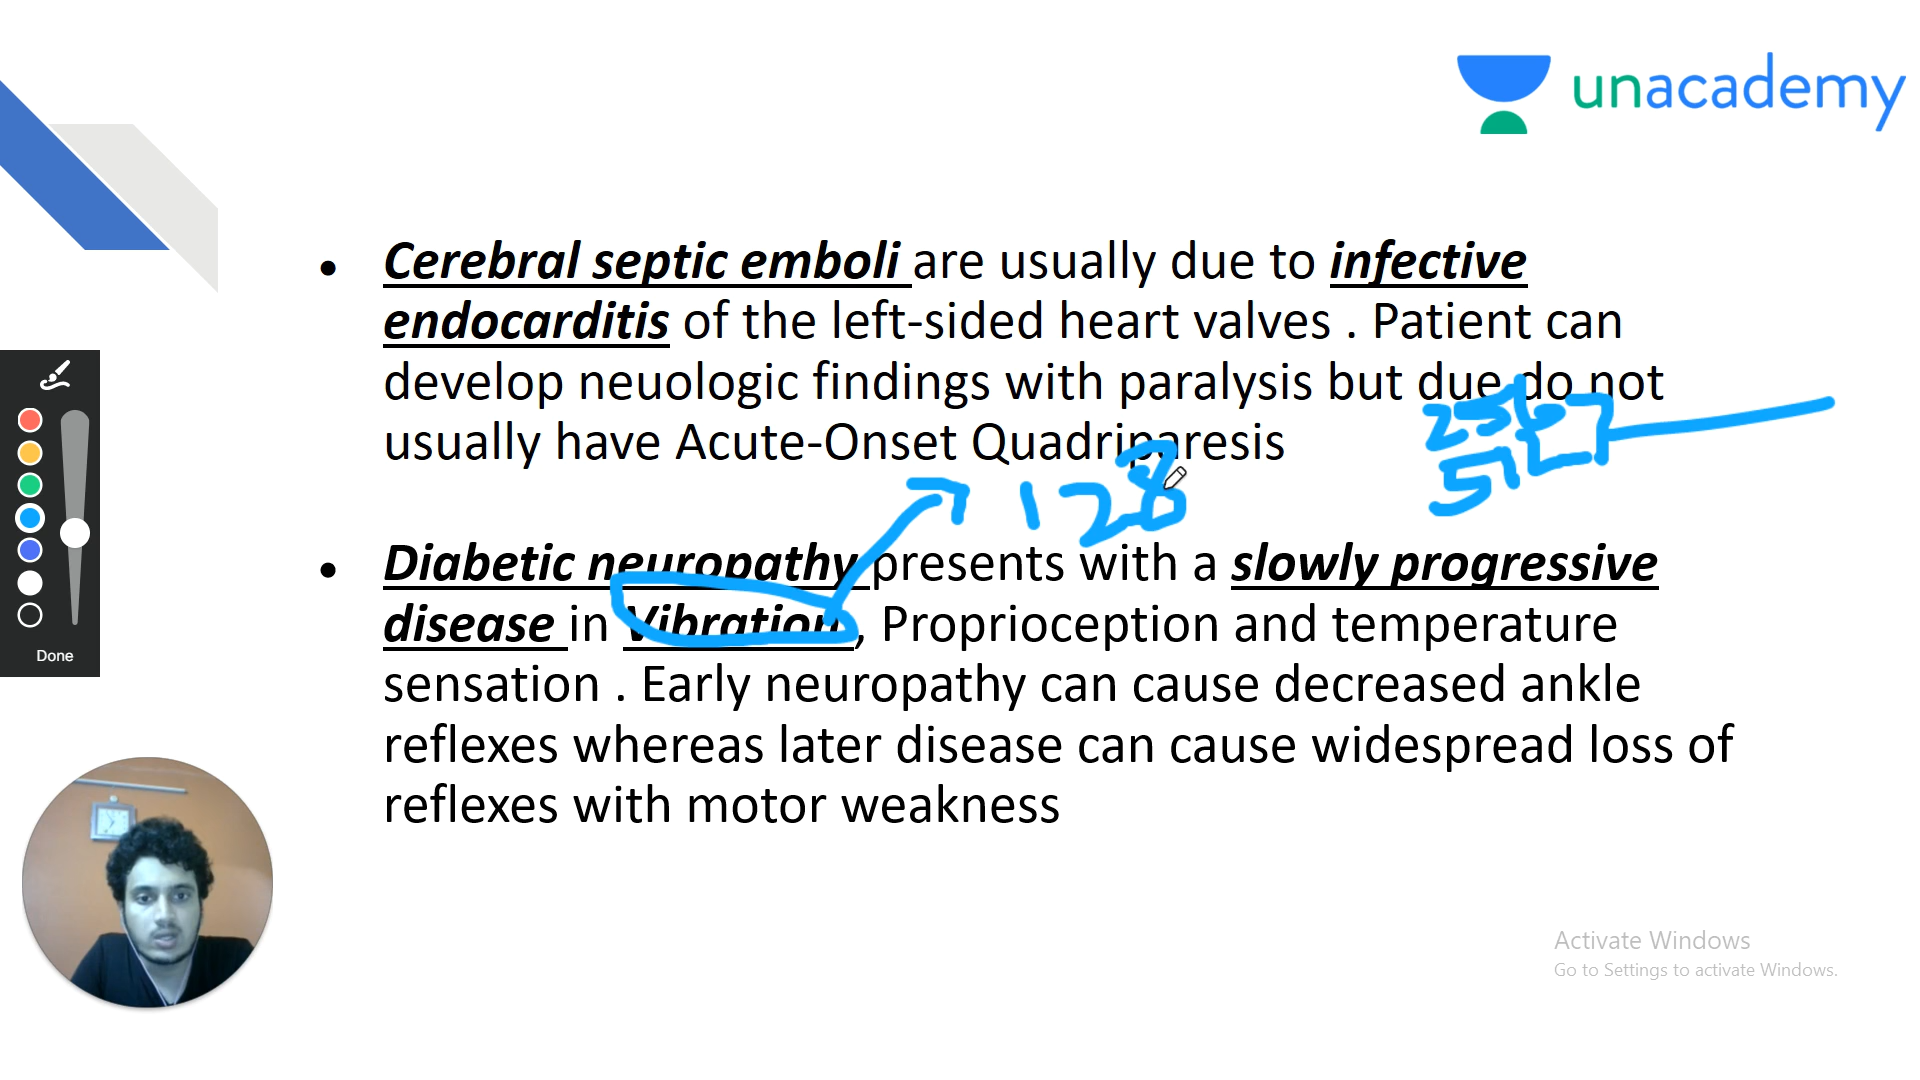 unacademy
Cerebral septic emboli are usually due to infective
endocarditis of the left-sided heart valves . Patient can
develop neuologic findings with paralysis but due do not
usually have Acute-Onset Quadriparesis
256
512
128
Diabetic neuropathy presents with a slowly progressive
disease in Vibration, Proprioception and temperature
sensation . Early neuropathy can cause decreased ankle
reflexes whereas later disease can cause widespread loss of
reflexes with motor weakness
Done
Activate Windows
Go to Settings to activate Windows.